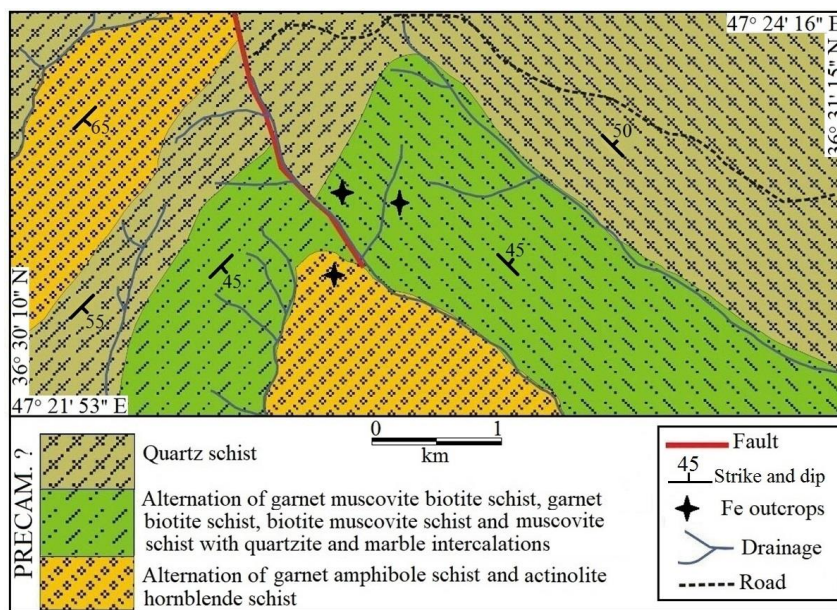 47° 24' 16" E
36° 31' 15" N
65
50
45
45
55
36° 30' 10" N
47° 21' 53" E
0 1
km
PRECAM. ?
Quartz schist
Alternation of garnet muscovite biotite schist, garnet
biotite schist, biotite muscovite schist and muscovite
schist with quartzite and marble intercalations
Alternation of garnet amphibole schist and actinolite
hornblende schist
Fault
45
Strike and dip
Fe outcrops
Drainage
Road